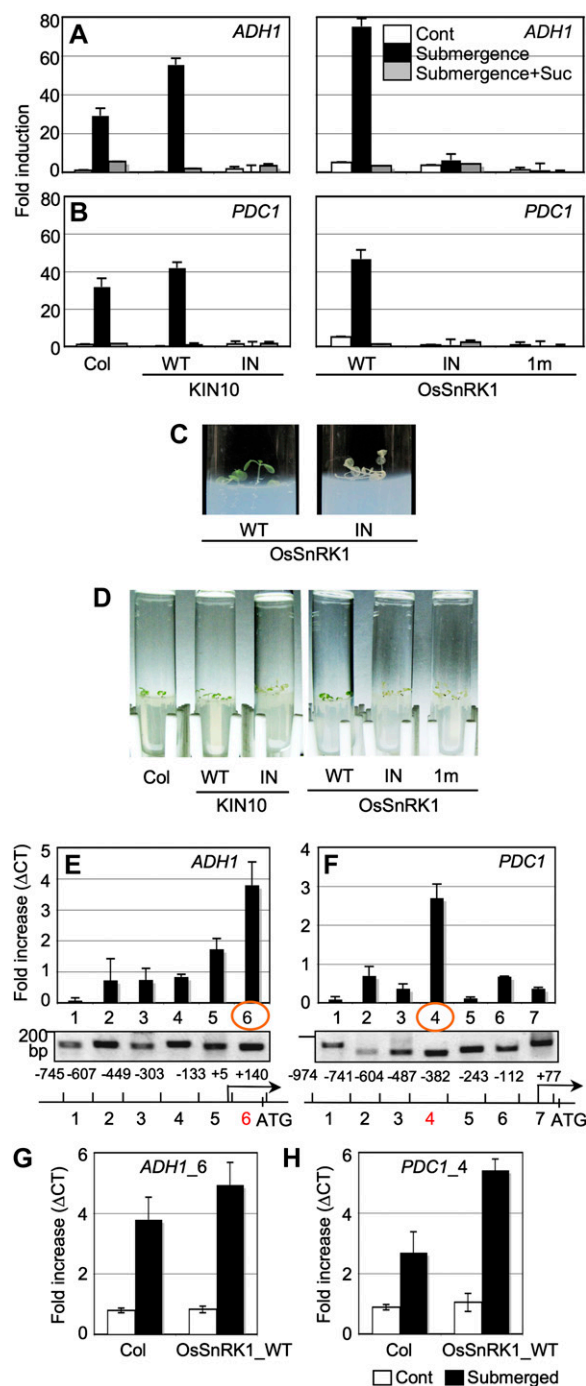 A
ADH1
ADH1
Cont
Submergence
Submergence+Suc
80
60
40
20
0
Fold induction
B
PDC1
PDC1
80
60
40
20
0
Col
WT
IN
WT
IN
1m
KIN10
OsSnRK1
C
WT
IN
OsSnRK1
D
Col
WT
IN
WT
IN
1m
KIN10
OsSnRK1
E
ADH1
F
PDC1
Fold increase (ΔCT)
5
4
3
2
1
0
3
2
1
0
1 2 3 4 5 6
1 2 3 4 5 6 7
200
bp
-745 -607 -449 -303 -133 +5 +140
-974 -741 -604 -487 -382 -243 -112 +77
1 2 3 4 5 6 ATG
1 2 3 4 5 6 7 ATG
G
ADH1_6
H
PDC1_4
Fold increase (ΔCT)
6
4
2
0
Fold increase (ΔCT)
6
4
2
0
Col
OsSnRK1_WT
Col
OsSnRK1_WT
Cont
Submerged